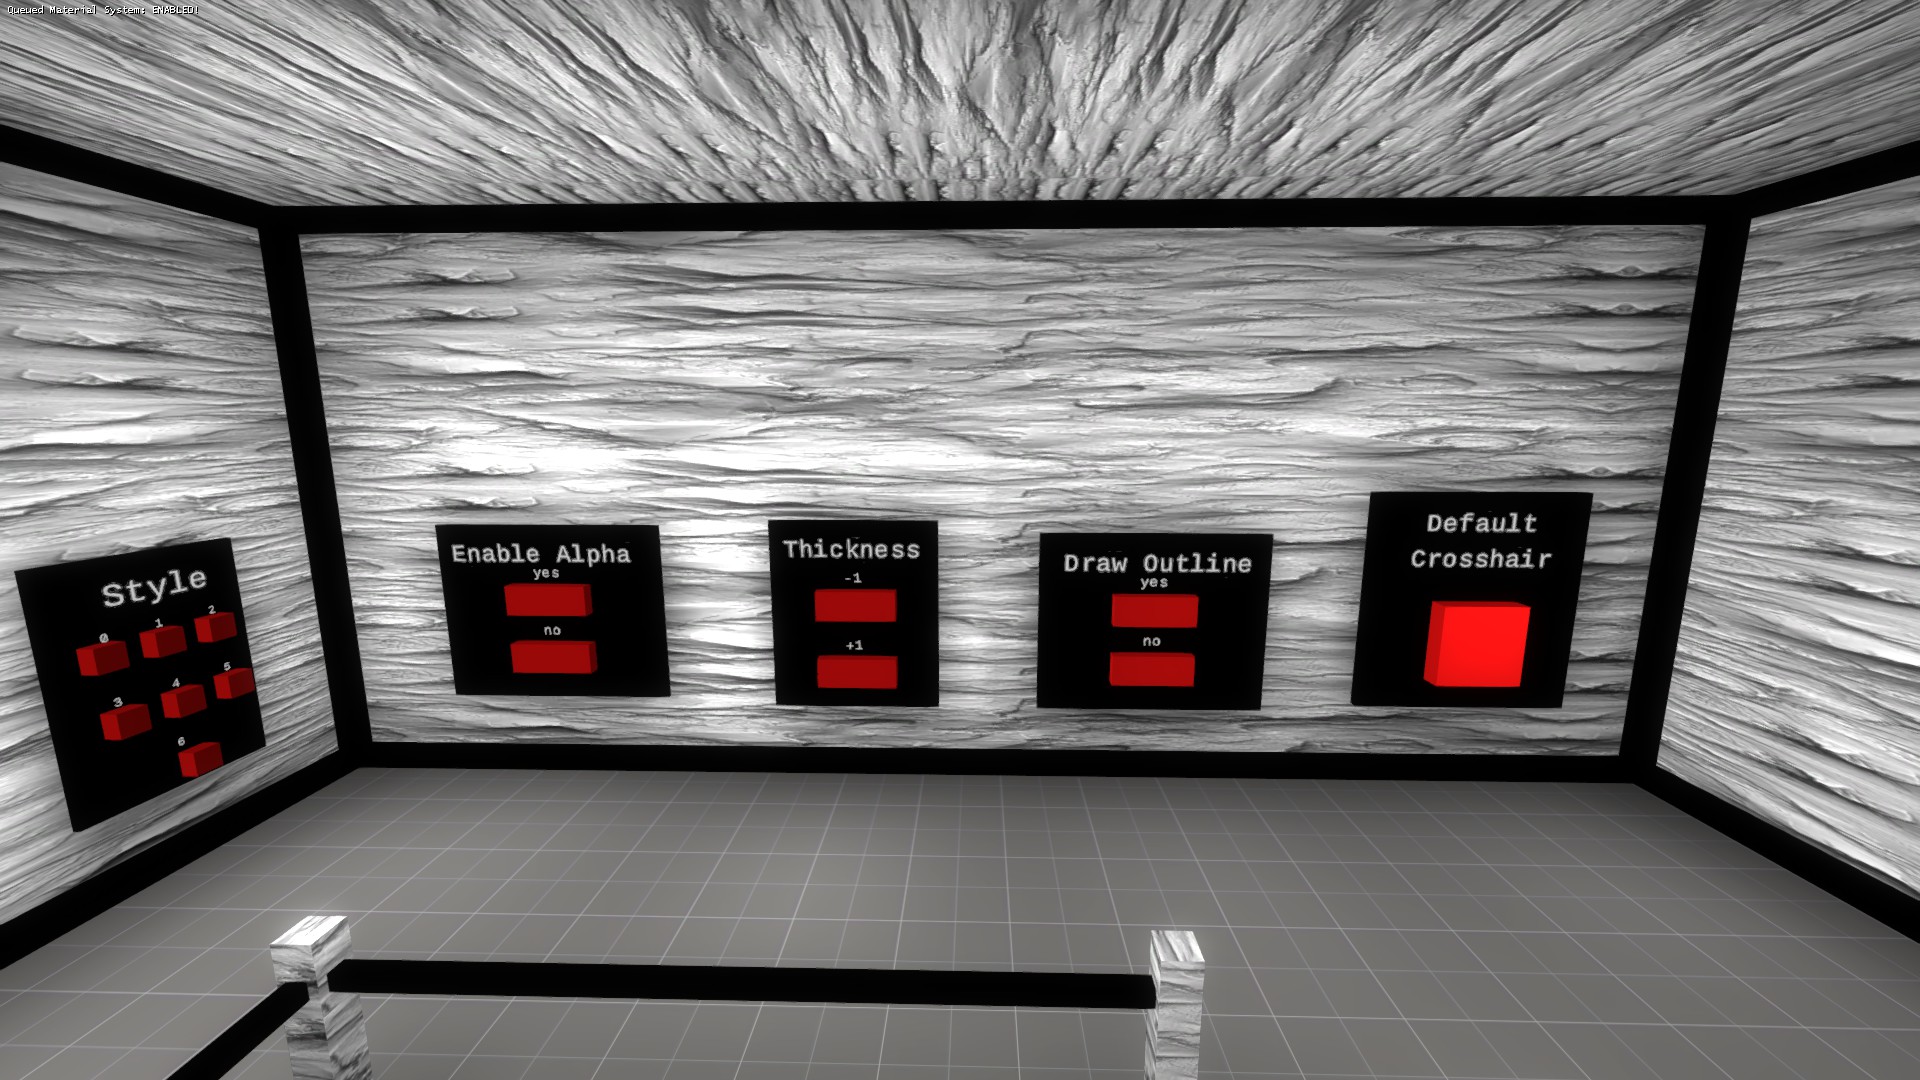 Queued Material System: ENABLED!
Style
0 1 2
3 4 5
6
Enable Alpha
yes
no
Thickness
-1
+1
Draw Outline
yes
no
Default
Crosshair